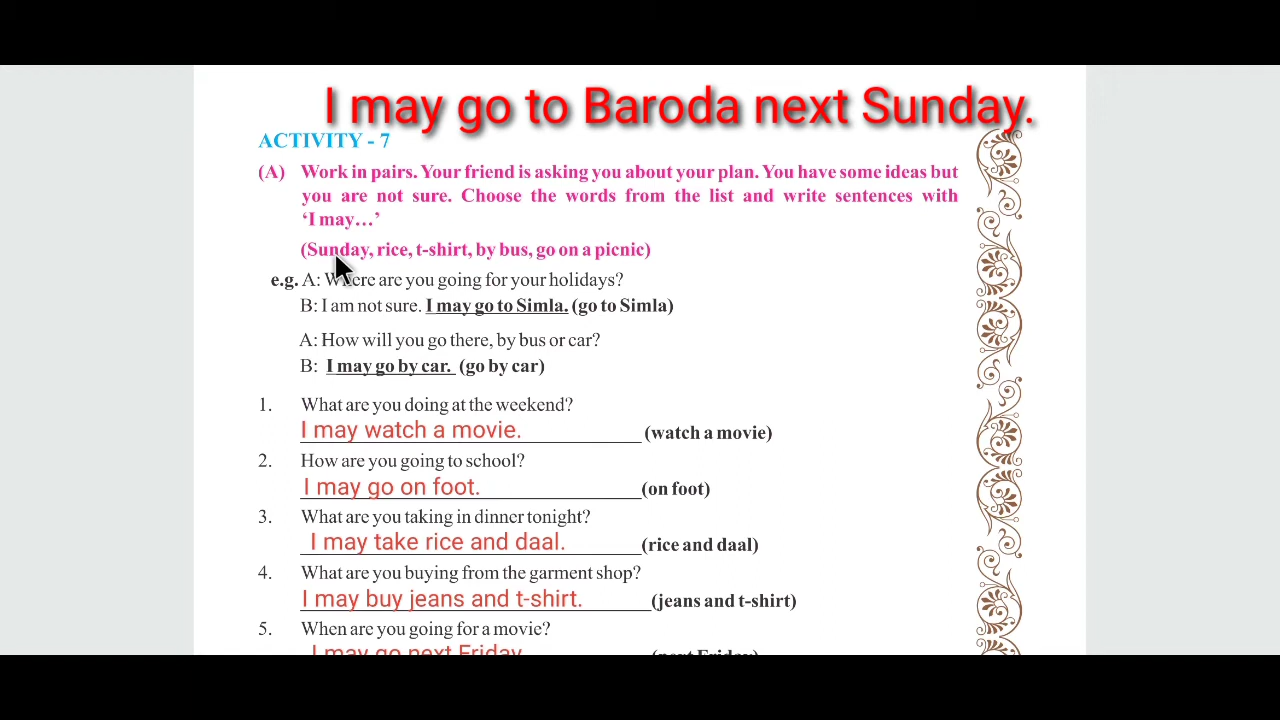 I may go to Baroda next Sunday.
ACTIVITY - 7
(A) Work in pairs. Your friend is asking you about your plan. You have some ideas but
you are not sure. Choose the words from the list and write sentences with
‘I may…’
(Sunday, rice, t-shirt, by bus, go on a picnic)
e.g. A: Where are you going for your holidays?
B: I am not sure. I may go to Simla. (go to Simla)
A: How will you go there, by bus or car?
B: I may go by car. (go by car)
1. What are you doing at the weekend?
I may watch a movie. (watch a movie)
2. How are you going to school?
I may go on foot. (on foot)
3. What are you taking in dinner tonight?
I may take rice and daal. (rice and daal)
4. What are you buying from the garment shop?
I may buy jeans and t-shirt. (jeans and t-shirt)
5. When are you going for a movie?
I may go next Friday (next Friday)